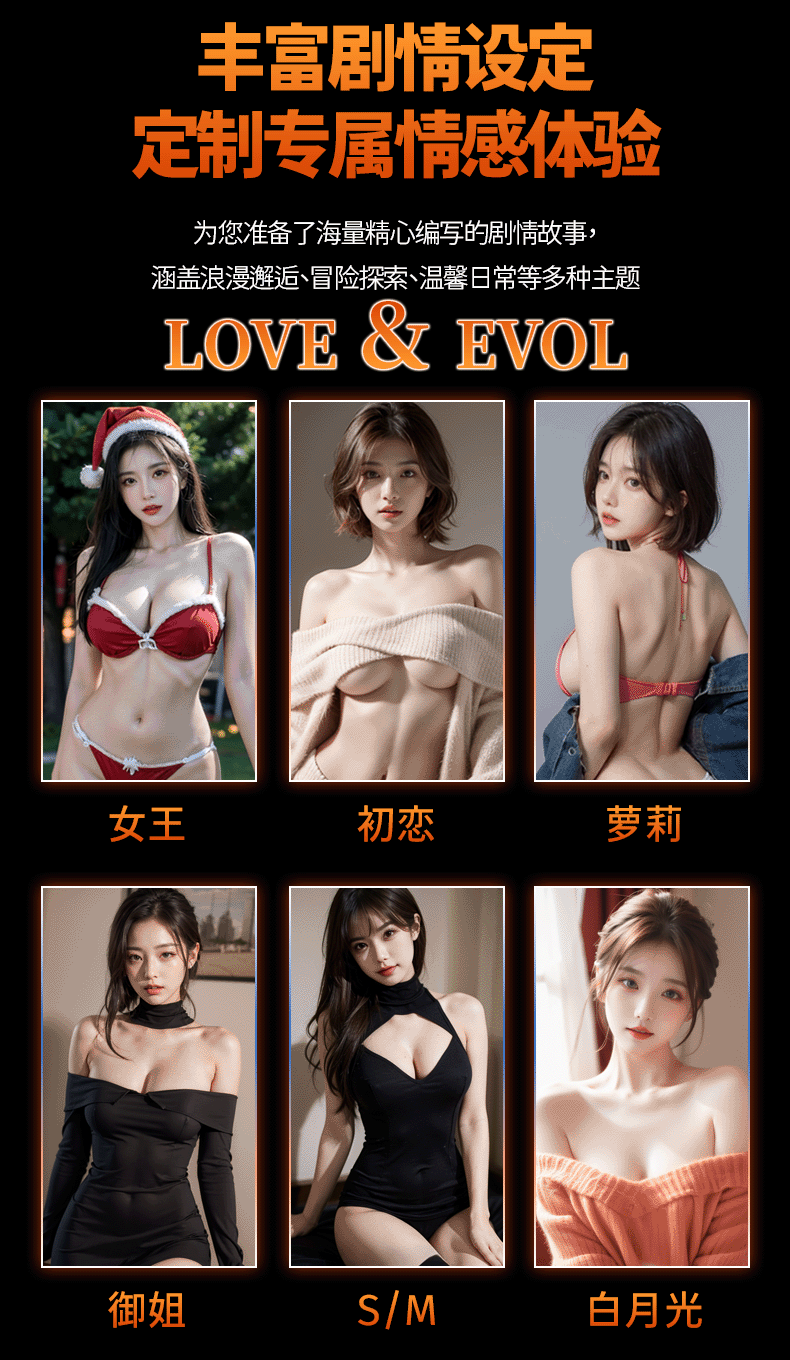 丰富剧情设定
定制专属情感体验
为您准备了海量精心编写的剧情故事，
涵盖浪漫邂逅、冒险探索、温馨日常等多种主题
LOVE & EVOL
女王
初恋
萝莉
御姐
S/M
白月光